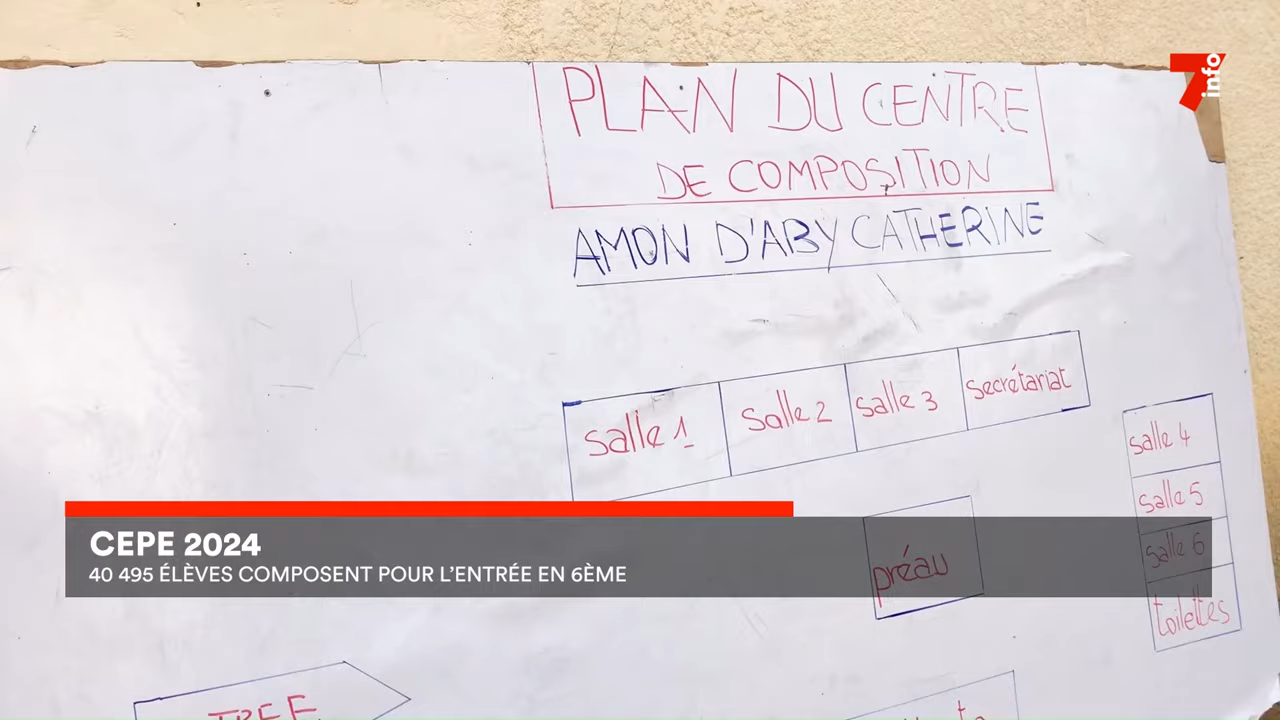 7info
PLAN DU CENTRE
DE COMPOSITION
AMON D'ABY CATHERINE
salle 1
salle 2
salle 3
secrétariat
salle 4
salle 5
salle 6
toilettes
préau
CEPE 2024
40 495 ÉLÈVES COMPOSENT POUR L'ENTRÉE EN 6ÈME